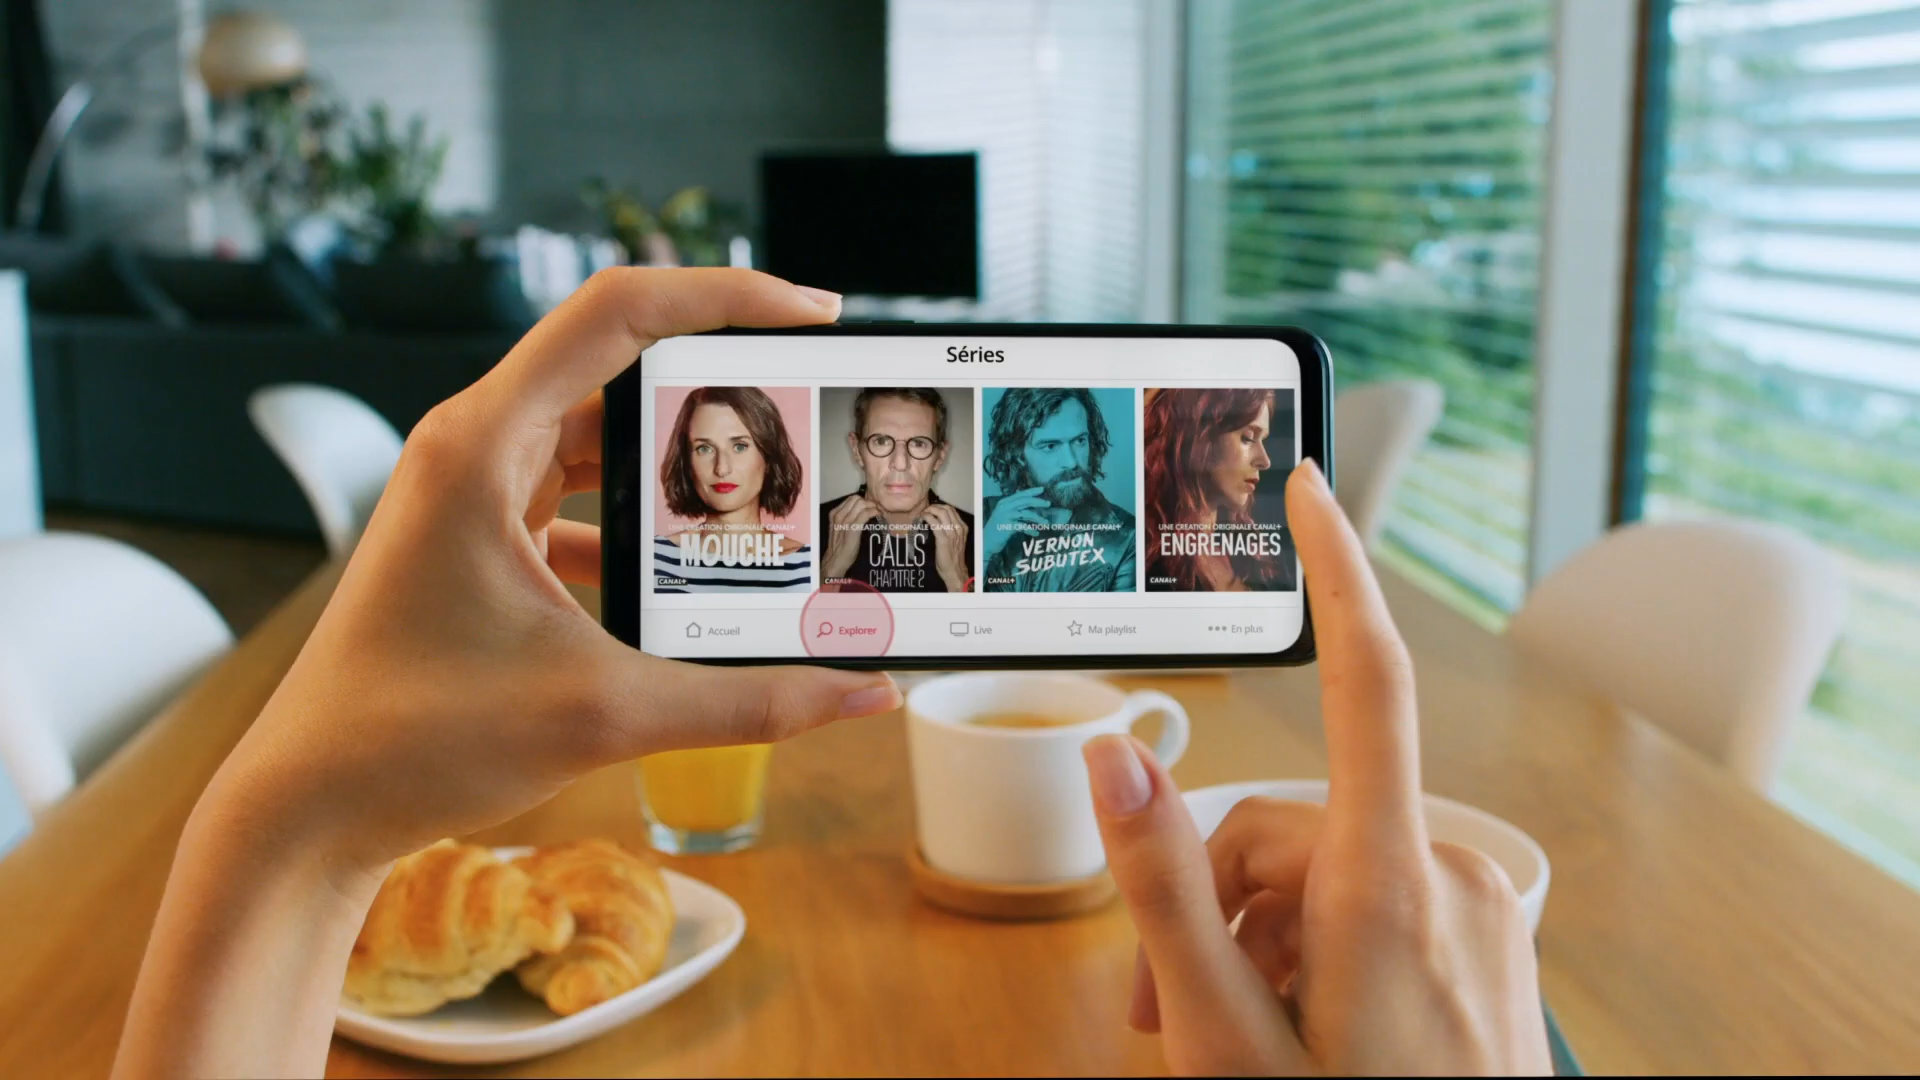 Séries
UNE CRÉATION ORIGINALE CANAL+
MOUCHE
CANAL+
UNE CRÉATION ORIGINALE CANAL+
CALLS
CHAPITRE 2
CANAL+
UNE CRÉATION ORIGINALE CANAL+
VERNON
SUBUTEX
CANAL+
UNE CRÉATION ORIGINALE CANAL+
ENGRENAGES
CANAL+
Accueil
Explorer
Live
Ma playlist
En plus